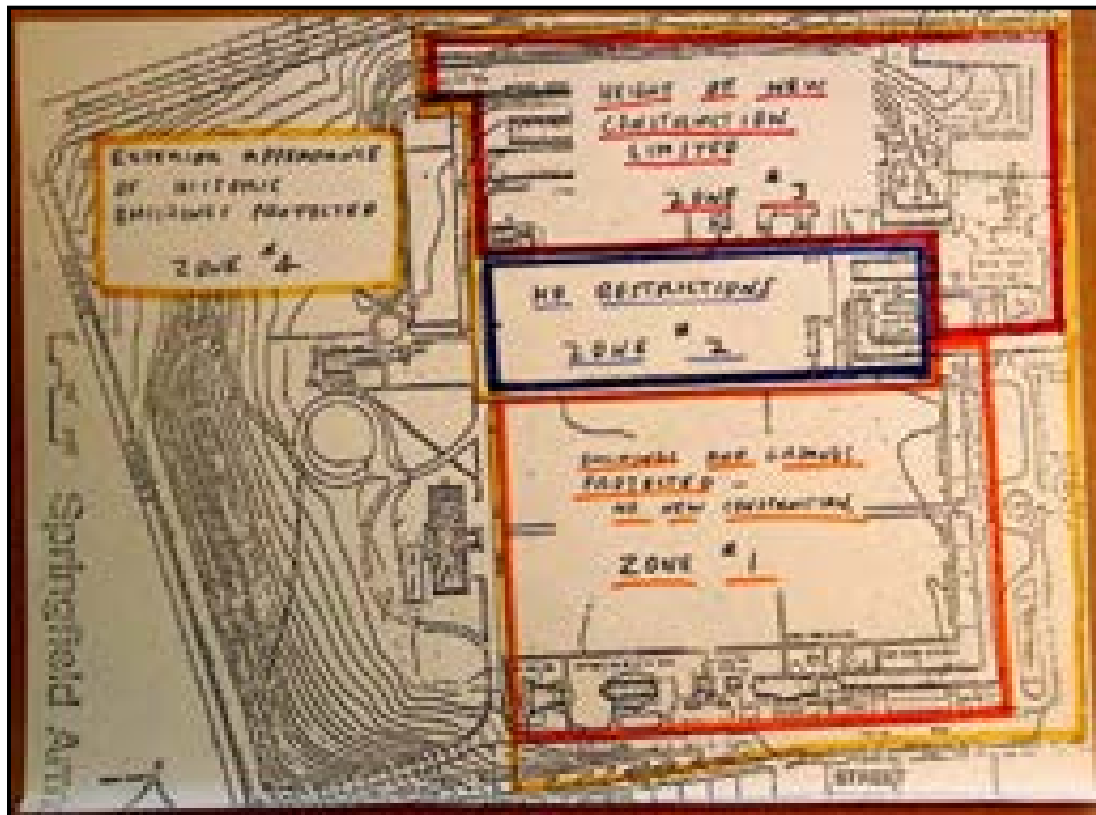 HEIGHT OF NEW
CONSTRUCTION
LIMITED
ZONE #3
EXTERIOR APPEARANCE
OF HISTORIC
BUILDINGS PROTECTED
ZONE #4
NO RESTRICTIONS
ZONE #2
BUILDINGS AND GROUNDS
PROTECTED -
NO NEW CONSTRUCTION
ZONE #1
Springfield